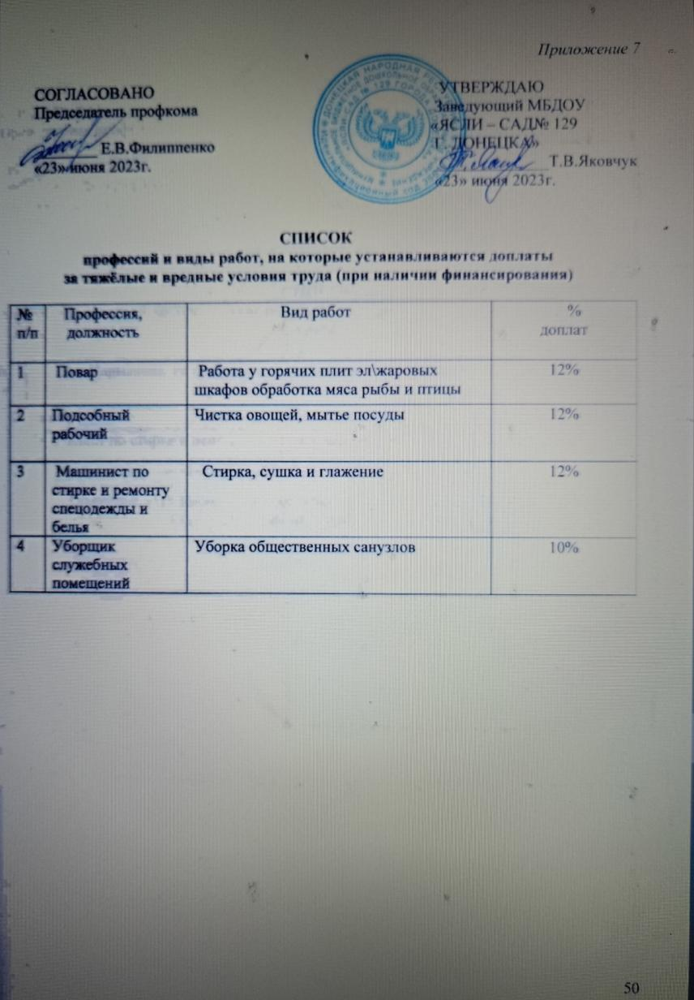 Приложение 7
СОГЛАСОВАНО
Председатель профкома
Е.В.Филиппенко
«23»июня 2023г.
УТВЕРЖДАЮ
Заведующий МБДОУ
«ЯСЛИ – САД№ 129
Г. ДОНЕЦКА»
Т.В.Яковчук
«23» июня 2023г.
СПИСОК
профессий и виды работ, на которые устанавливаются доплаты
за тяжёлые и вредные условия труда (при наличии финансирования)
№ п/п
Профессия, должность
Вид работ
% доплат
1
Повар
Работа у горячих плит эл\жаровых
шкафов обработка мяса рыбы и птицы
12%
2
Подсобный
рабочий
Чистка овощей, мытье посуды
12%
3
Машинист по
стирке и ремонту
спецодежды и
белья
Стирка, сушка и глажение
12%
4
Уборщик
служебных
помещений
Уборка общественных санузлов
10%
50